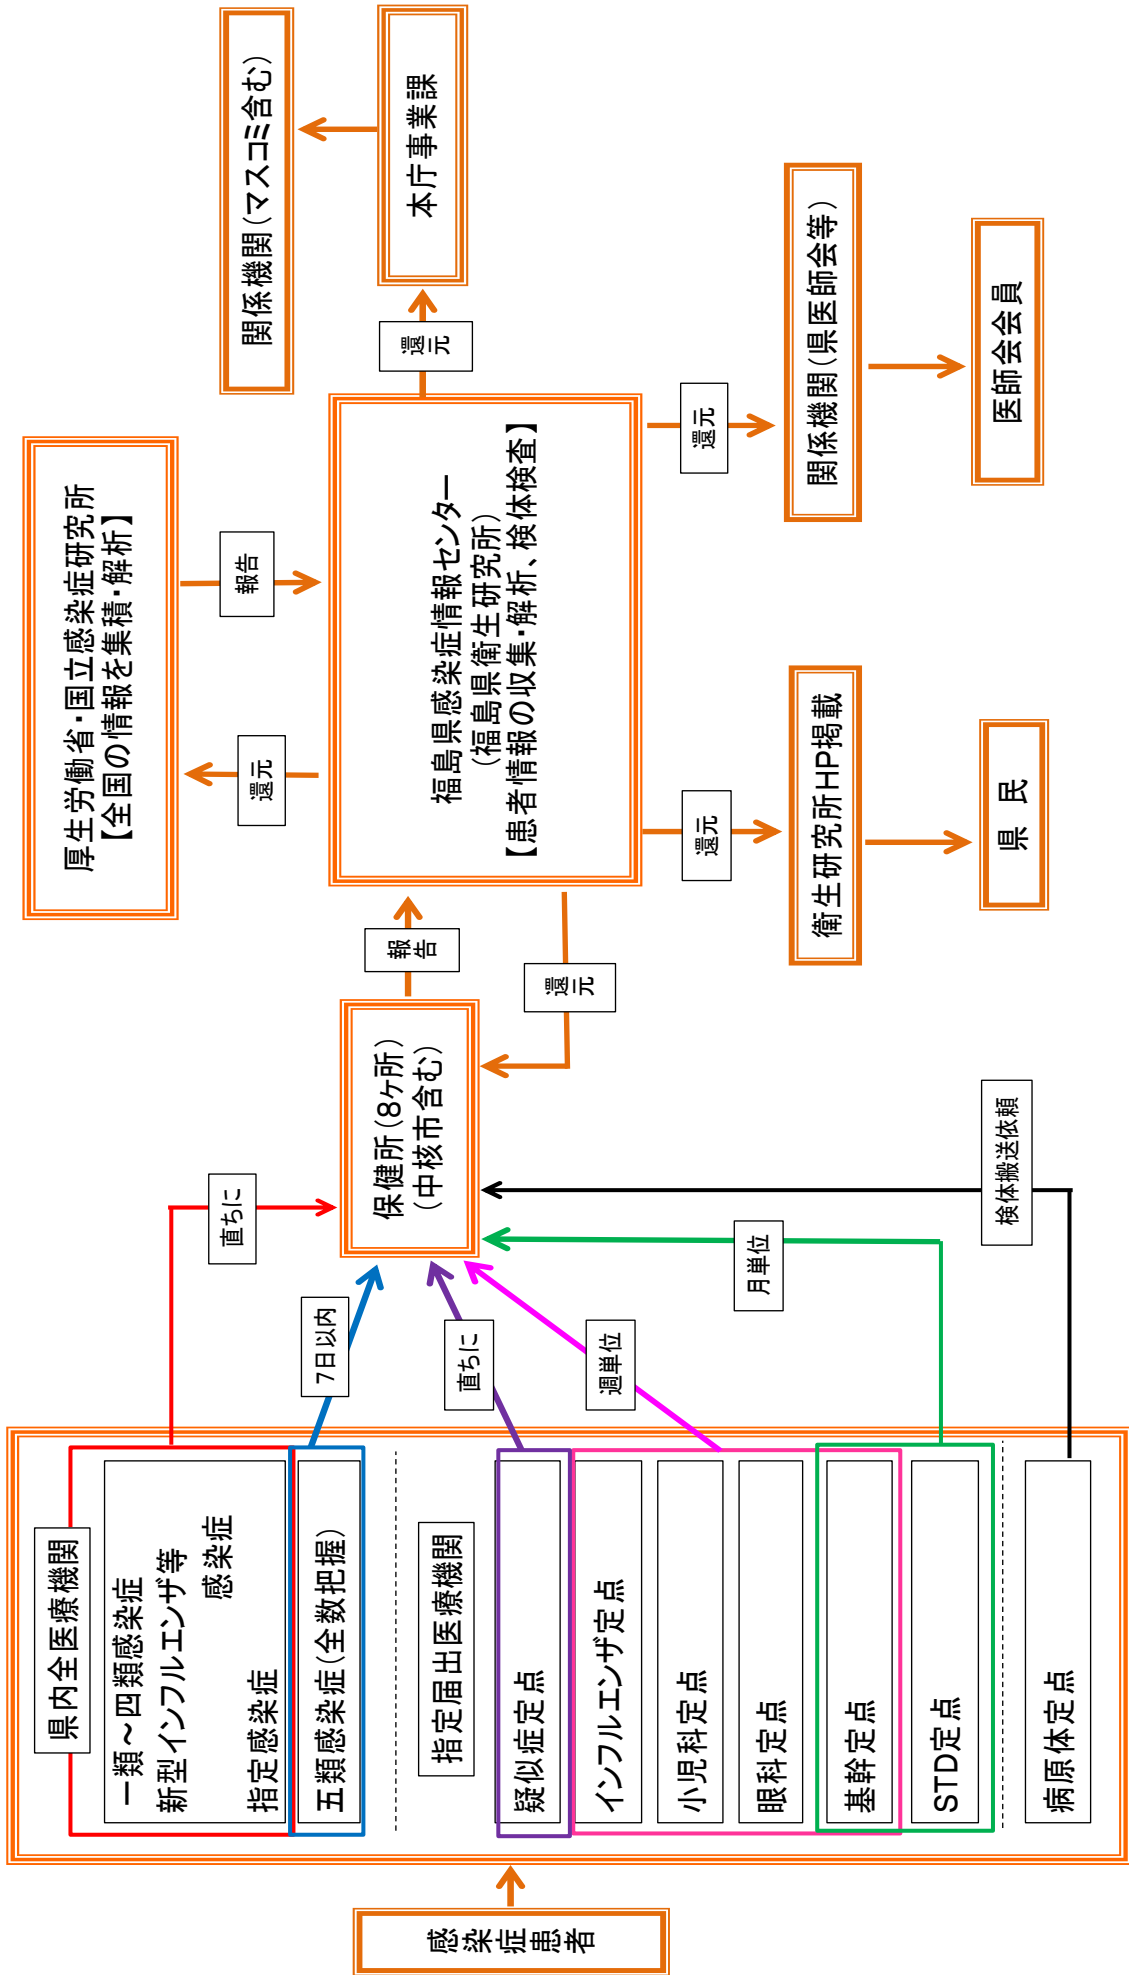 感染症患者
県内全医療機関
一類～四類感染症
新型インフルエンザ等
感染症
指定感染症
五類感染症(全数把握)
指定届出医療機関
疑似症定点
インフルエンザ定点
小児科定点
眼科定点
基幹定点
STD定点
病原体定点
直ちに
7日以内
直ちに
週単位
月単位
検体搬送依頼
保健所(8ヶ所)
(中核市含む)
報告
還元
厚生労働省・国立感染症研究所
【全国の情報を集積・解析】
還元
報告
福島県感染症情報センター
(福島県衛生研究所)
【患者情報の収集・解析、検体検査】
還元
本庁事業課
関係機関(マスコミ含む)
還元
衛生研究所HP掲載
県 民
還元
関係機関(県医師会等)
医師会会員